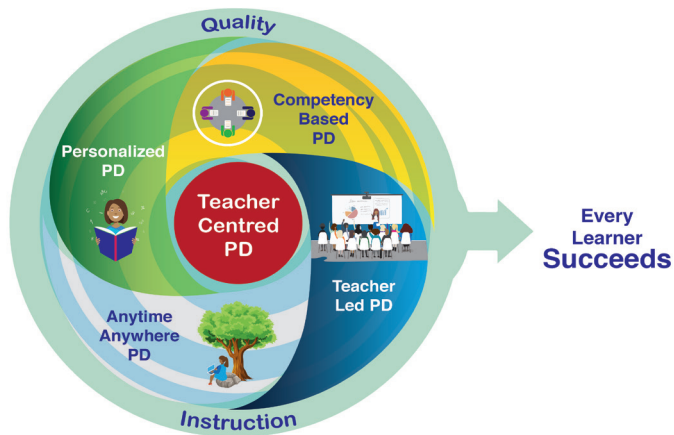 Quality
Competency
Based
PD
Personalized
PD
Teacher
Centred
PD
Teacher
Led PD
Anytime
Anywhere
PD
Instruction
Every
Learner
Succeeds